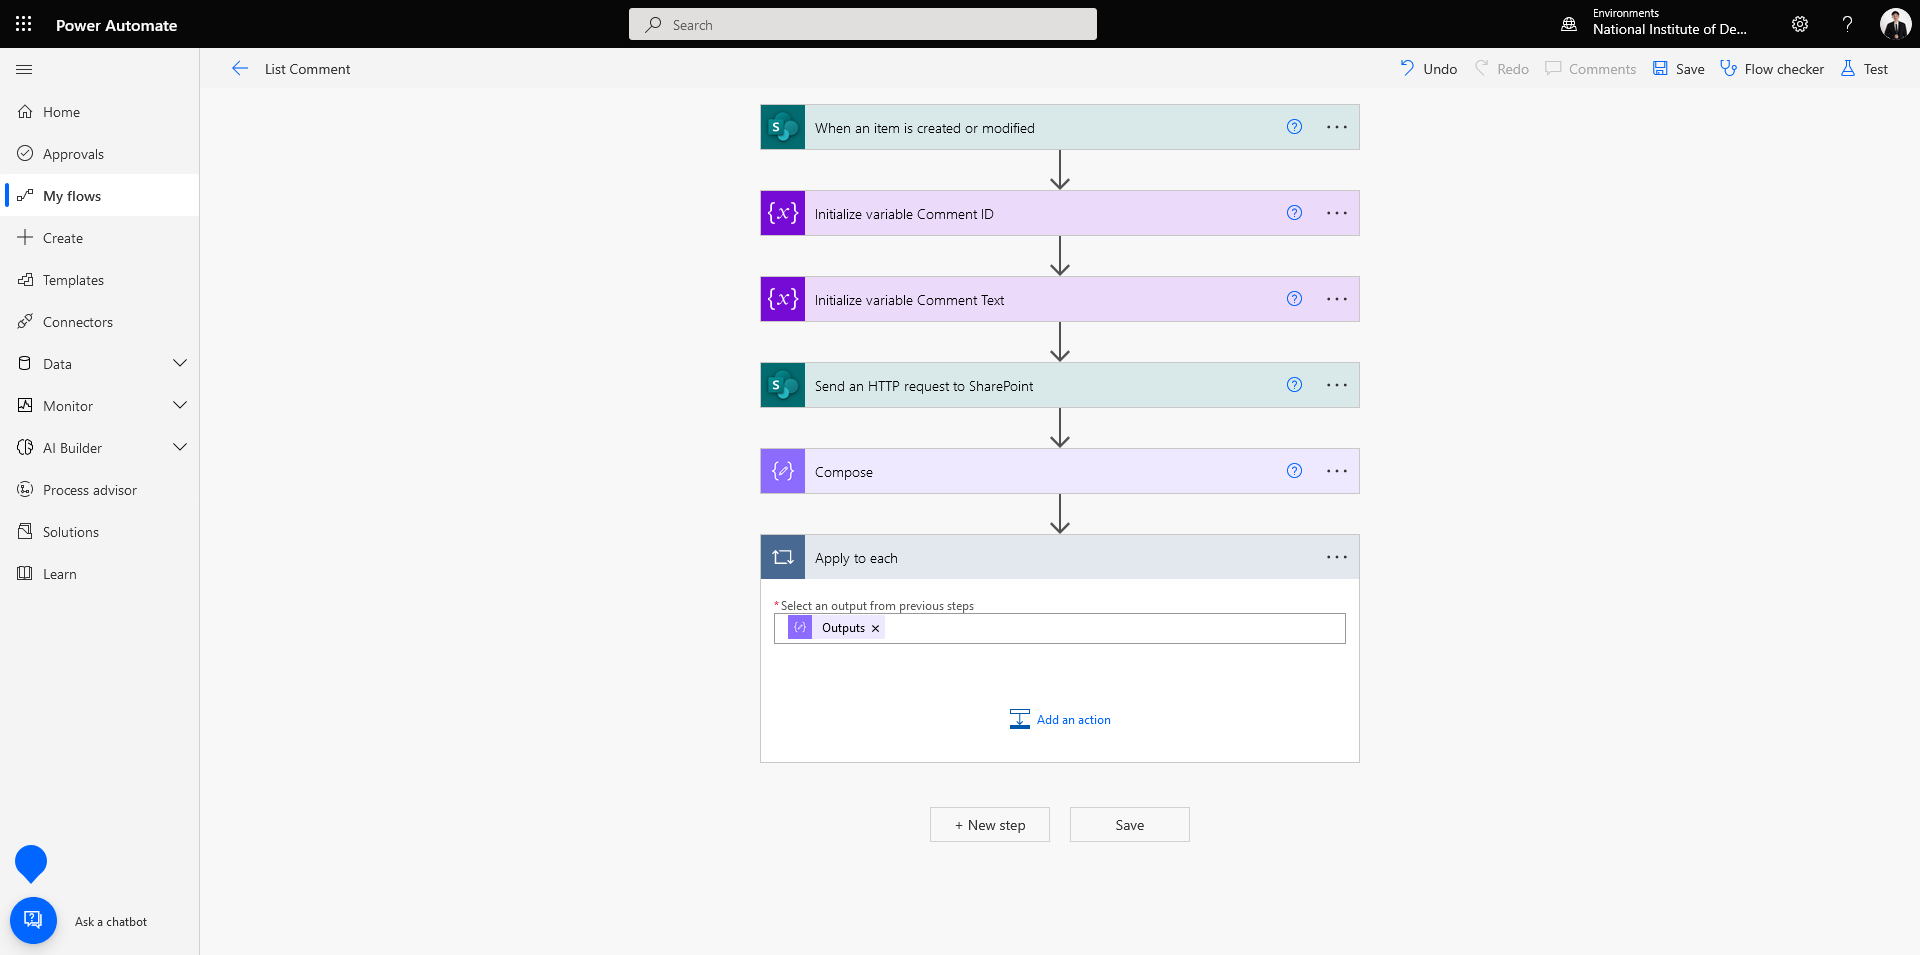 Power Automate
Search
Environments
National Institute of De...
?
List Comment
Undo
Redo
Comments
Save
Flow checker
Test
Home
Approvals
My flows
Create
Templates
Connectors
Data
Monitor
AI Builder
Process advisor
Solutions
Learn
Ask a chatbot
S
When an item is created or modified
?
...
{x}
Initialize variable Comment ID
?
...
{x}
Initialize variable Comment Text
?
...
S
Send an HTTP request to SharePoint
?
...
Compose
?
...
Apply to each
...
*Select an output from previous steps
Outputs ×
Add an action
+ New step
Save